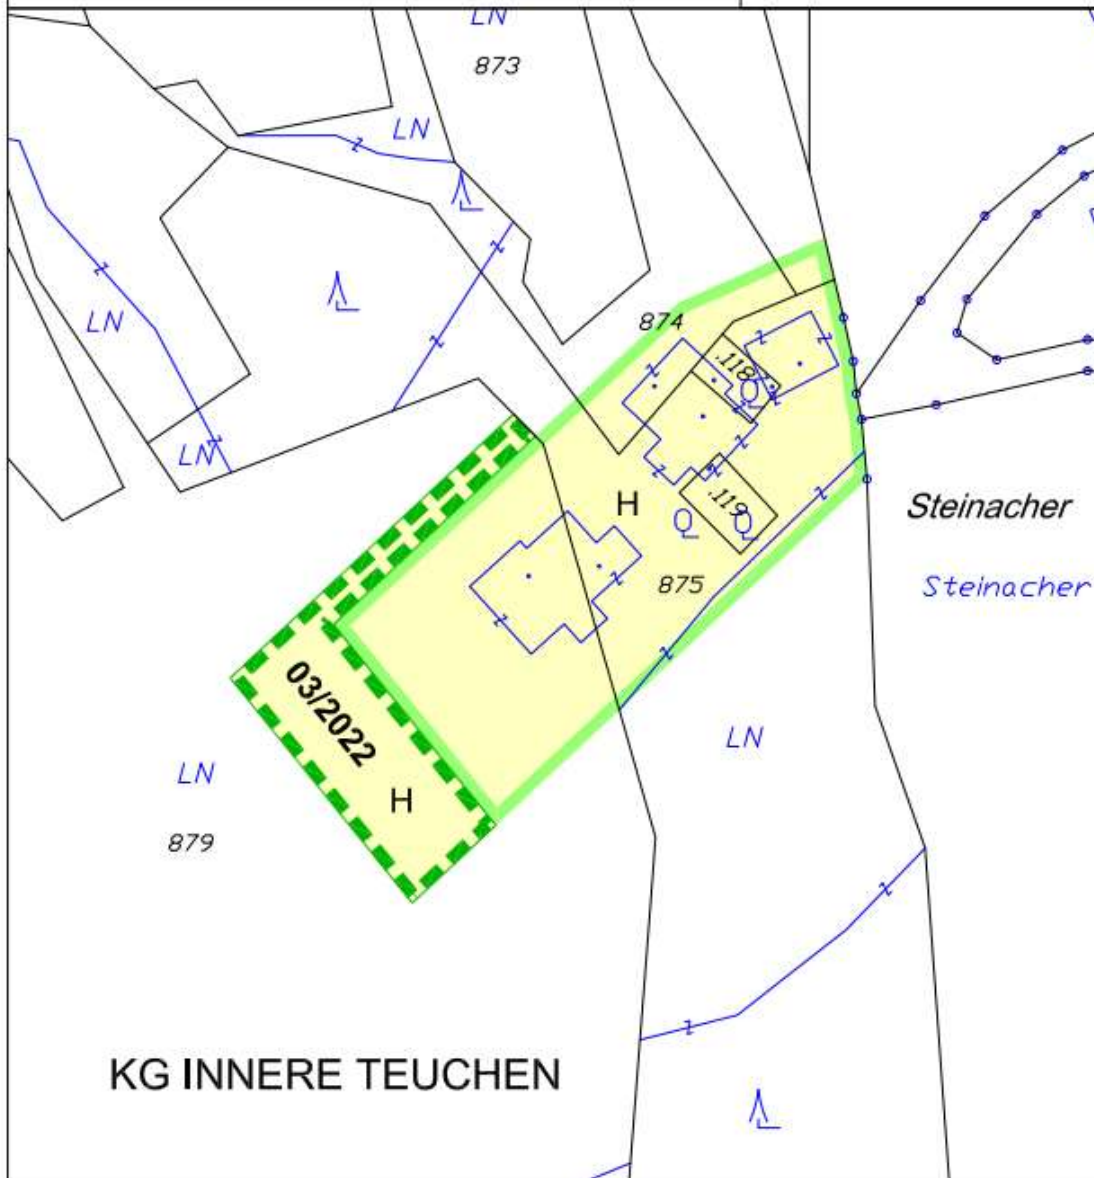 LN
873
LN
LN
874
.118
LN
.119
H
Steinacher
875
Steinacher
03/2022
LN
LN
H
879
KG INNERE TEUCHEN